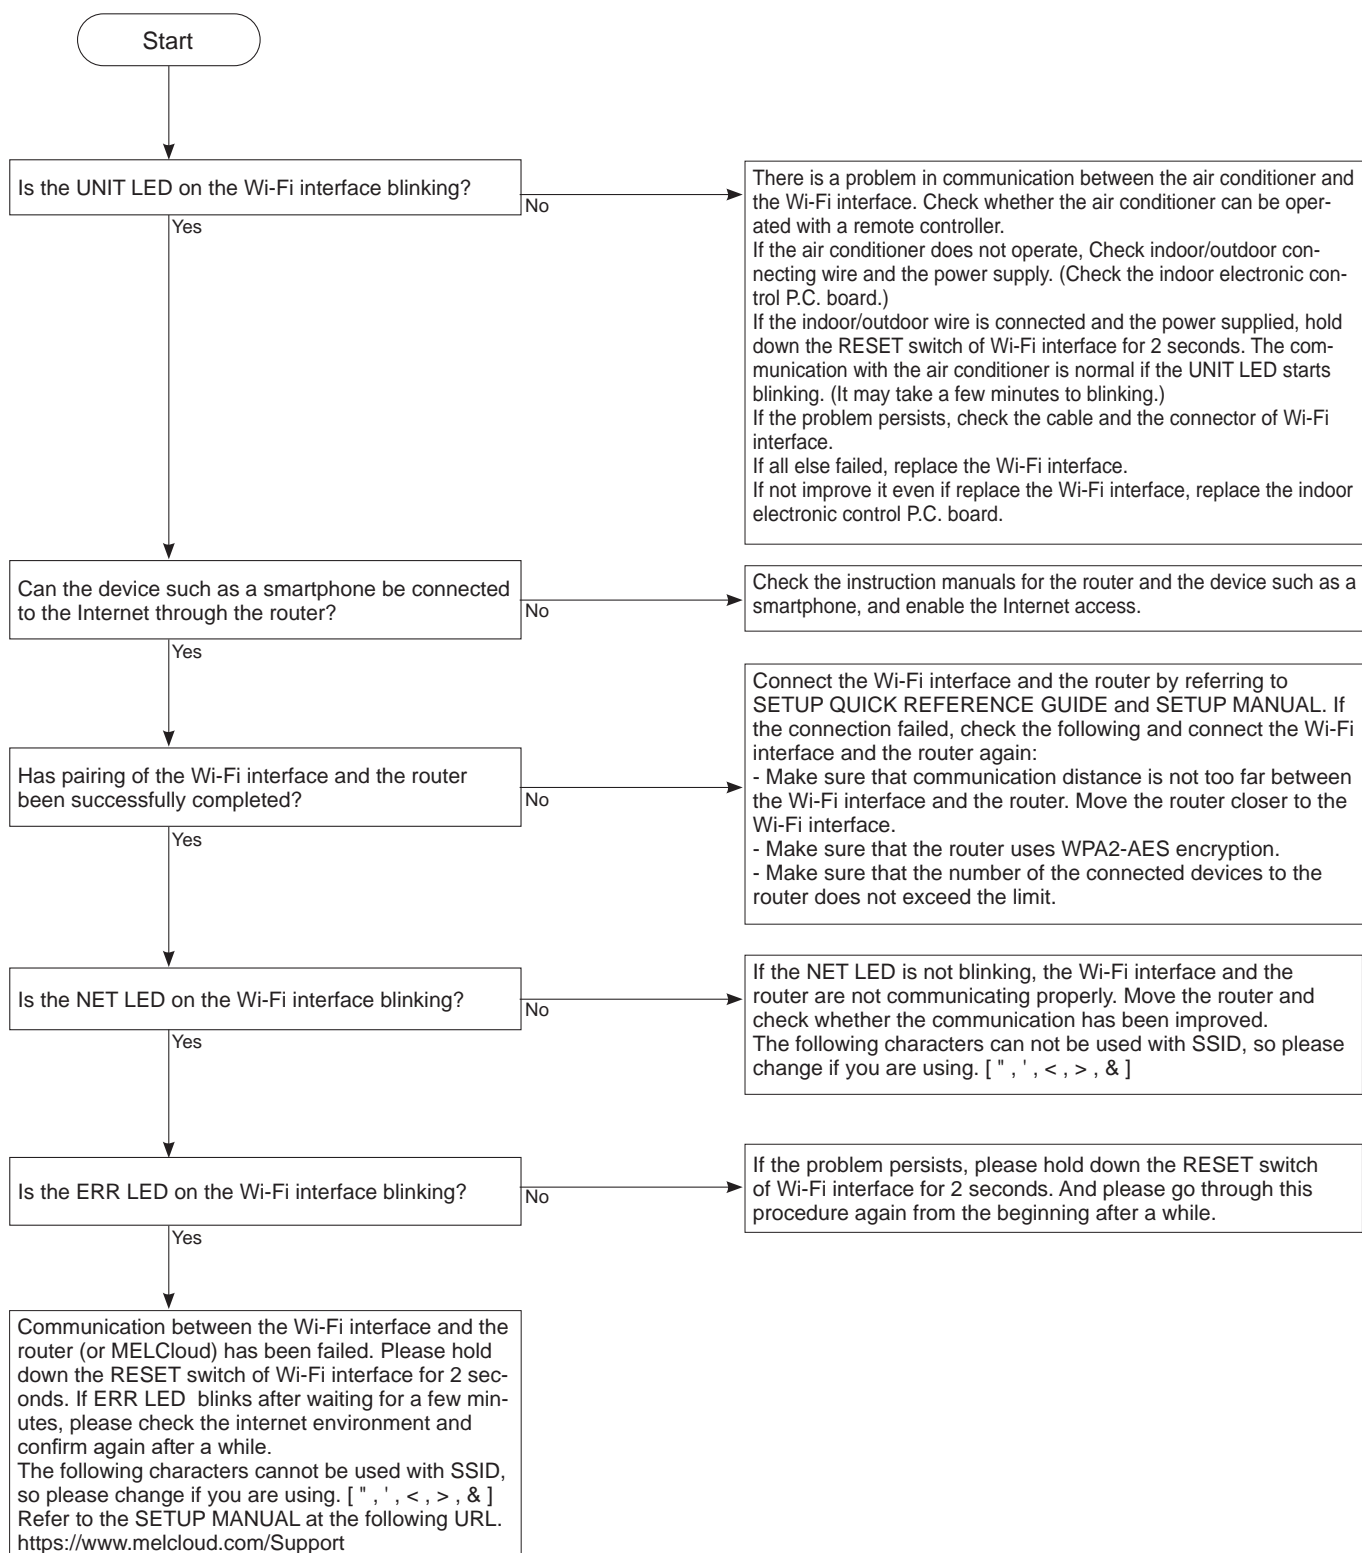 Start
Is the UNIT LED on the Wi-Fi interface blinking?
No
Yes
There is a problem in communication between the air conditioner and
the Wi-Fi interface. Check whether the air conditioner can be oper-
ated with a remote controller.
If the air conditioner does not operate, Check indoor/outdoor con-
necting wire and the power supply. (Check the indoor electronic con-
trol P.C. board.)
If the indoor/outdoor wire is connected and the power supplied, hold
down the RESET switch of Wi-Fi interface for 2 seconds. The com-
munication with the air conditioner is normal if the UNIT LED starts
blinking. (It may take a few minutes to blinking.)
If the problem persists, check the cable and the connector of Wi-Fi
interface.
If all else failed, replace the Wi-Fi interface.
If not improve it even if replace the Wi-Fi interface, replace the indoor
electronic control P.C. board.
Can the device such as a smartphone be connected
to the Internet through the router?
No
Yes
Check the instruction manuals for the router and the device such as a
smartphone, and enable the Internet access.
Has pairing of the Wi-Fi interface and the router
been successfully completed?
No
Yes
Connect the Wi-Fi interface and the router by referring to
SETUP QUICK REFERENCE GUIDE and SETUP MANUAL. If
the connection failed, check the following and connect the Wi-Fi
interface and the router again:
- Make sure that communication distance is not too far between
the Wi-Fi interface and the router. Move the router closer to the
Wi-Fi interface.
- Make sure that the router uses WPA2-AES encryption.
- Make sure that the number of the connected devices to the
router does not exceed the limit.
Is the NET LED on the Wi-Fi interface blinking?
No
Yes
If the NET LED is not blinking, the Wi-Fi interface and the
router are not communicating properly. Move the router and
check whether the communication has been improved.
The following characters can not be used with SSID, so please
change if you are using. [ " , ' , < , > , & ]
Is the ERR LED on the Wi-Fi interface blinking?
No
Yes
If the problem persists, please hold down the RESET switch
of Wi-Fi interface for 2 seconds. And please go through this
procedure again from the beginning after a while.
Communication between the Wi-Fi interface and the
router (or MELCloud) has been failed. Please hold
down the RESET switch of Wi-Fi interface for 2 sec-
onds. If ERR LED  blinks after waiting for a few min-
utes, please check the internet environment and
confirm again after a while.
The following characters cannot be used with SSID,
so please change if you are using. [ " , ' , < , > , & ]
Refer to the SETUP MANUAL at the following URL.
https://www.melcloud.com/Support